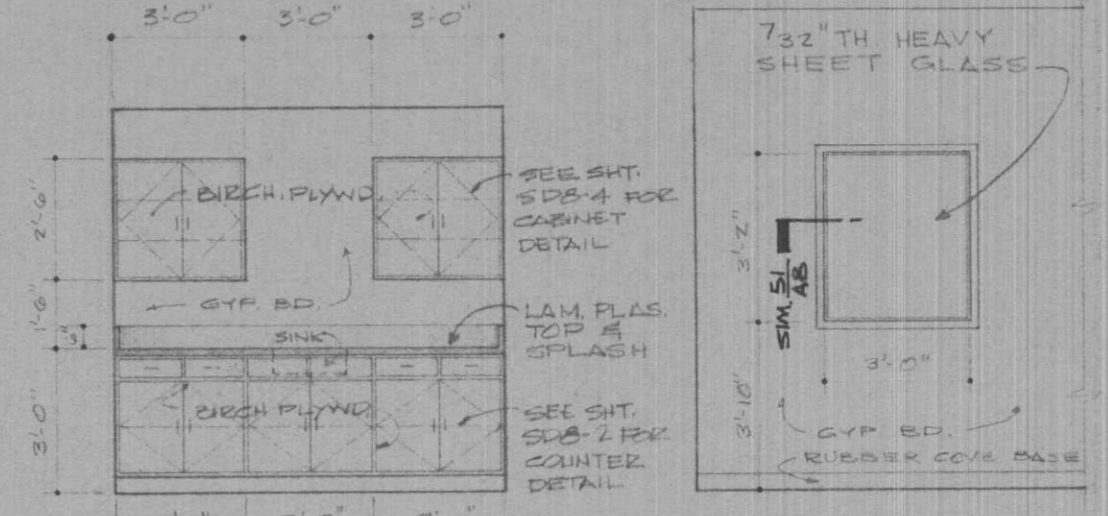 3'-0" 3'-0" 3'-0"
BIRCH. PLYWD.
2'-6"
SEE SHT.
SD8-4 FOR
CABINET
DETAIL
GYP. BD.
1'-6"
3"
SINK
LAM. PLAS.
TOP &
SPLASH
BIRCH PLYWD.
3'-0"
SEE SHT.
SD8-2 FOR
COUNTER
DETAIL
7/32" TH. HEAVY
SHEET GLASS
3'-2"
SIM. 51/A8
3'-0"
3'-10"
GYP. BD.
RUBBER COVE BASE